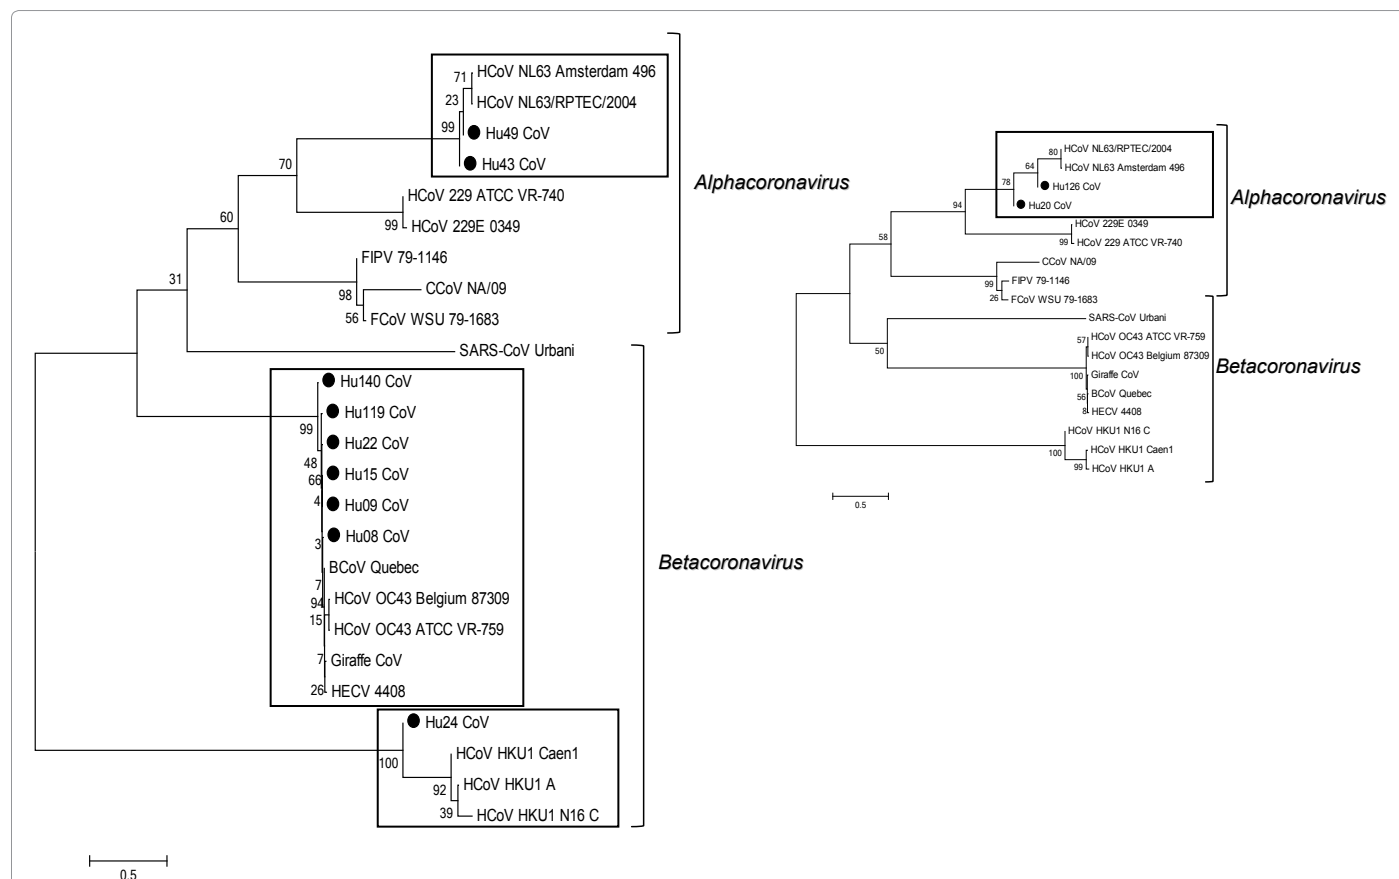 HCoV NL63 Amsterdam 496
71
23
HCoV NL63/RPTEC/2004
99
Hu49 CoV
Hu43 CoV
70
Alphacoronavirus
HCoV 229 ATCC VR-740
60
99
HCoV 229E 0349
FIPV 79-1146
31
98
CCoV NA/09
56
FCoV WSU 79-1683
SARS-CoV Urbani
Hu140 CoV
Hu119 CoV
99
Hu22 CoV
48
66
Hu15 CoV
4
Hu09 CoV
Hu08 CoV
3
Betacoronavirus
BCoV Quebec
7
94
HCoV OC43 Belgium 87309
15
HCoV OC43 ATCC VR-759
7
Giraffe CoV
26
HECV 4408
Hu24 CoV
HCoV HKU1 Caen1
100
92
HCoV HKU1 A
39
HCoV HKU1 N16 C
0.5
HCoV NL63/RPTEC/2004
80
64
HCoV NL63 Amsterdam 496
78
Hu126 CoV
Hu20 CoV
Alphacoronavirus
94
HCoV 229E 0349
58
99
HCoV 229 ATCC VR-740
CCoV NA/09
99
FIPV 79-1146
26
FCoV WSU 79-1683
SARS-CoV Urbani
57
HCoV OC43 ATCC VR-759
50
HCoV OC43 Belgium 87309
Betacoronavirus
100
Giraffe CoV
56
BCoV Quebec
8
HECV 4408
HCoV HKU1 N16 C
100
HCoV HKU1 Caen1
99
HCoV HKU1 A
0.5